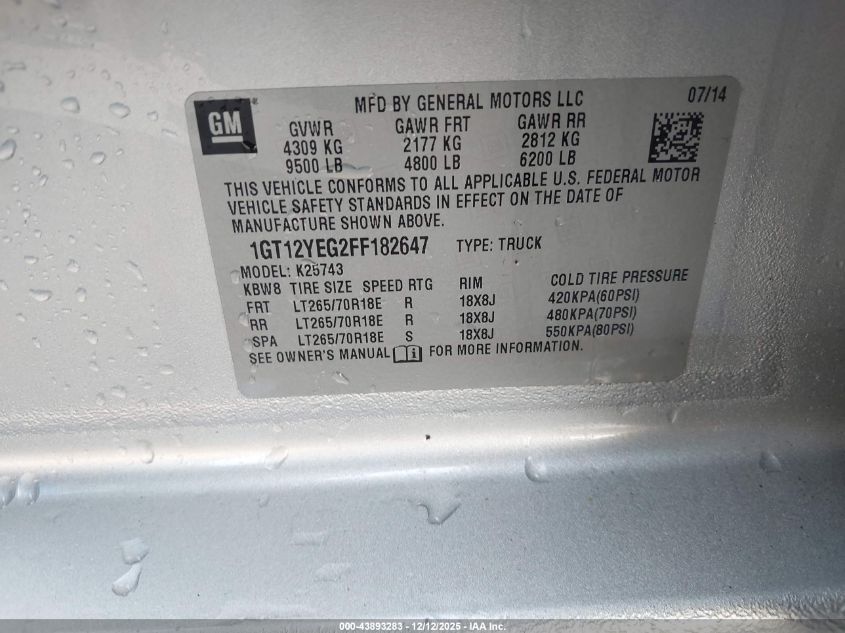 MFD BY GENERAL MOTORS LLC 07/14
GM
GVWR GAWR FRT GAWR RR
4309 KG 2177 KG 2812 KG
9500 LB 4800 LB 6200 LB
THIS VEHICLE CONFORMS TO ALL APPLICABLE U.S. FEDERAL MOTOR
VEHICLE SAFETY STANDARDS IN EFFECT ON THE DATE OF
MANUFACTURE SHOWN ABOVE.
1GT12YEG2FF182647 TYPE: TRUCK
MODEL: K25743
KBW8 TIRE SIZE SPEED RTG RIM COLD TIRE PRESSURE
FRT LT265/70R18E R 18X8J 420KPA(60PSI)
RR LT265/70R18E R 18X8J 480KPA(70PSI)
SPA LT265/70R18E S 18X8J 550KPA(80PSI)
SEE OWNER'S MANUAL FOR MORE INFORMATION.
000-43893283 - 12/12/2025 - IAA Inc.